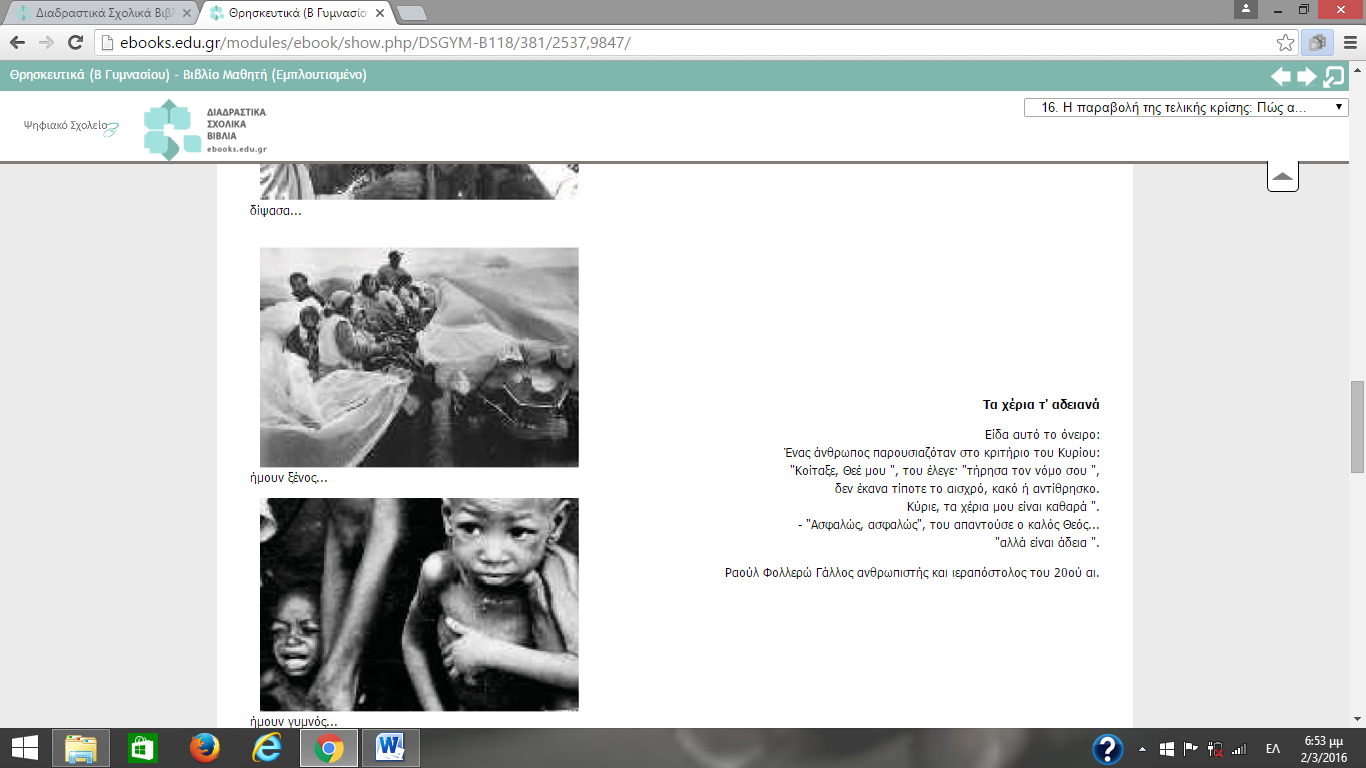 Διαδραστικά Σχολικά Βιβλ
Θρησκευτικά (Β Γυμνασίο
ebooks.edu.gr/modules/ebook/show.php/DSGYM-B118/381/2537,9847/
Θρησκευτικά (Β Γυμνασίου) - Βιβλίο Μαθητή (Εμπλουτισμένο)
Ψηφιακό Σχολείο
ΔΙΑΔΡΑΣΤΙΚΑ
ΣΧΟΛΙΚΑ
ΒΙΒΛΙΑ
ebooks.edu.gr
16. Η παραβολή της τελικής κρίσης: Πώς α...
δίψασα...
ήμουν ξένος...
ήμουν γυμνός...
Τα χέρια τ' αδειανά
Είδα αυτό το όνειρο:
Ένας άνθρωπος παρουσιαζόταν στο κριτήριο του Κυρίου:
"Κοίταξε, Θεέ μου ", του έλεγε· "τήρησα τον νόμο σου ",
δεν έκανα τίποτε το αισχρό, κακό ή αντίθρησκο.
Κύριε, τα χέρια μου είναι καθαρά ".
- "Ασφαλώς, ασφαλώς", του απαντούσε ο καλός Θεός...
"αλλά είναι άδεια ".
Ραούλ Φολλερώ Γάλλος ανθρωπιστής και ιεραπόστολος του 20ού αι.
ΕΛ
6:53 μμ
2/3/2016